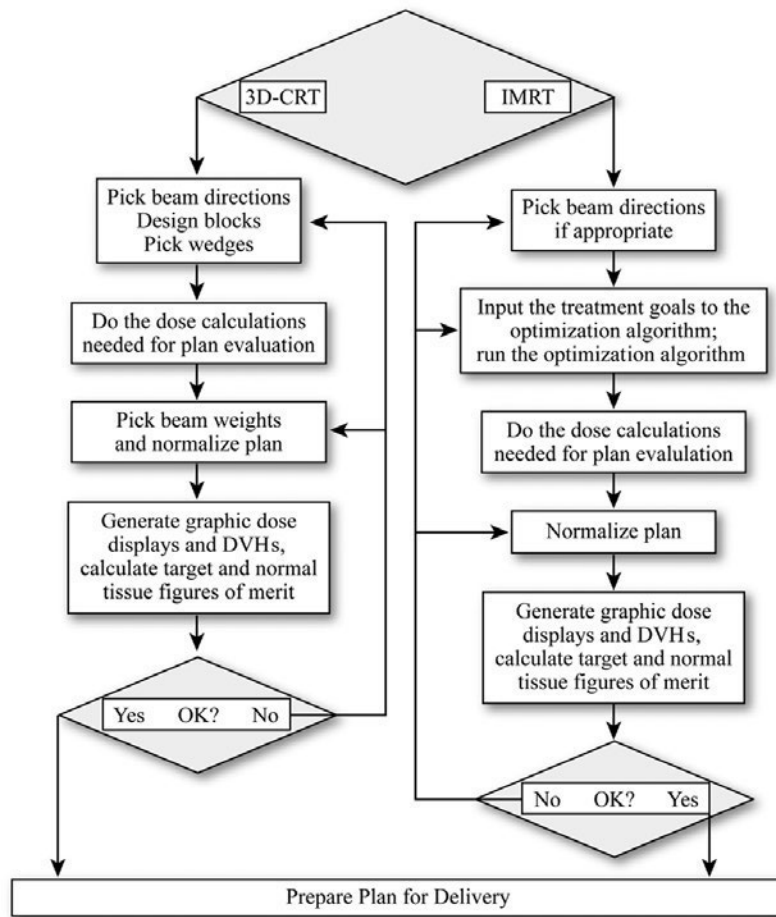 3D-CRT
IMRT
Pick beam directions
Design blocks
Pick wedges
Do the dose calculations
needed for plan evaluation
Pick beam weights
and normalize plan
Generate graphic dose
displays and DVHs,
calculate target and normal
tissue figures of merit
Yes OK? No
Pick beam directions
if appropriate
Input the treatment goals to the
optimization algorithm;
run the optimization algorithm
Do the dose calculations
needed for plan evalulation
Normalize plan
Generate graphic dose
displays and DVHs,
calculate target and normal
tissue figures of merit
No OK? Yes
Prepare Plan for Delivery